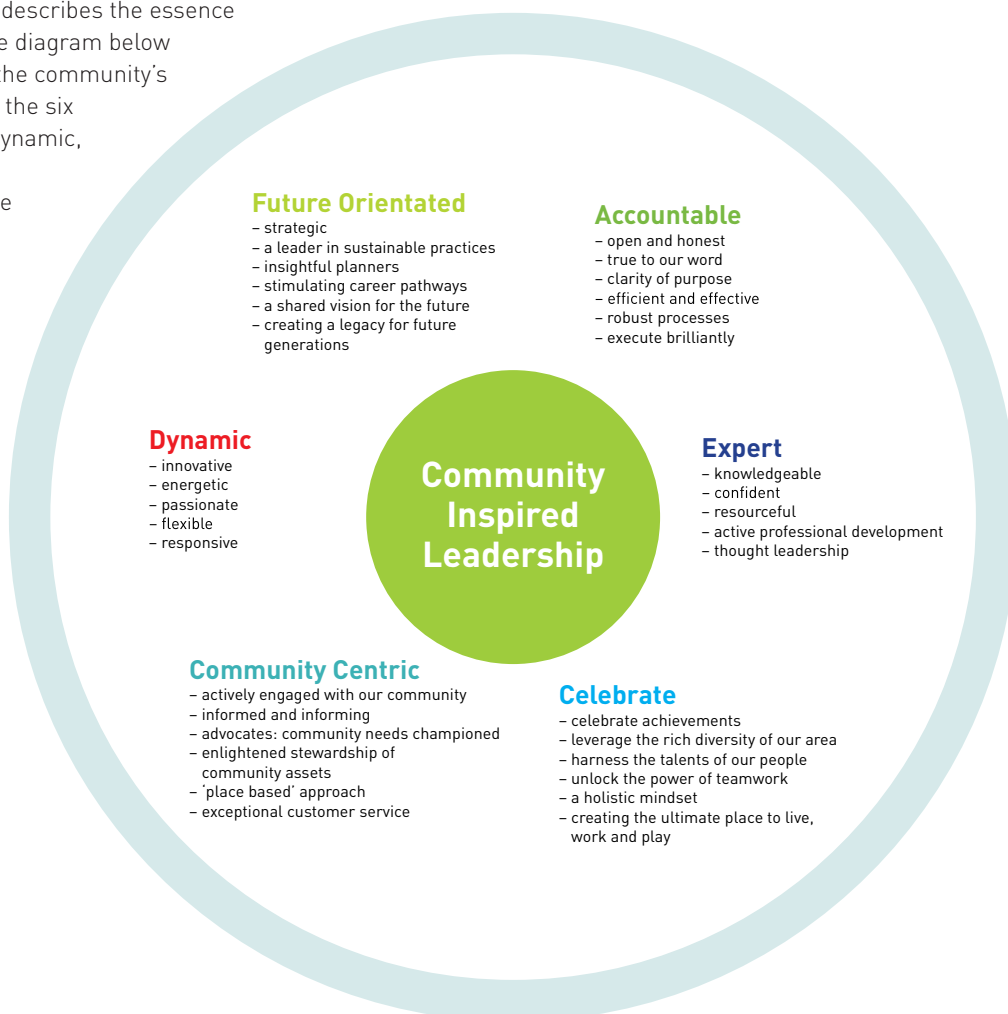 describes the essence
e diagram below
the community's
the six
ynamic,
e
Future Orientated
– strategic
– a leader in sustainable practices
– insightful planners
– stimulating career pathways
– a shared vision for the future
– creating a legacy for future
generations
Accountable
– open and honest
– true to our word
– clarity of purpose
– efficient and effective
– robust processes
– execute brilliantly
Dynamic
– innovative
– energetic
– passionate
– flexible
– responsive
Community
Inspired
Leadership
Expert
– knowledgeable
– confident
– resourceful
– active professional development
– thought leadership
Community Centric
– actively engaged with our community
– informed and informing
– advocates: community needs championed
– enlightened stewardship of
community assets
– ‘place based’ approach
– exceptional customer service
Celebrate
– celebrate achievements
– leverage the rich diversity of our area
– harness the talents of our people
– unlock the power of teamwork
– a holistic mindset
– creating the ultimate place to live,
work and play